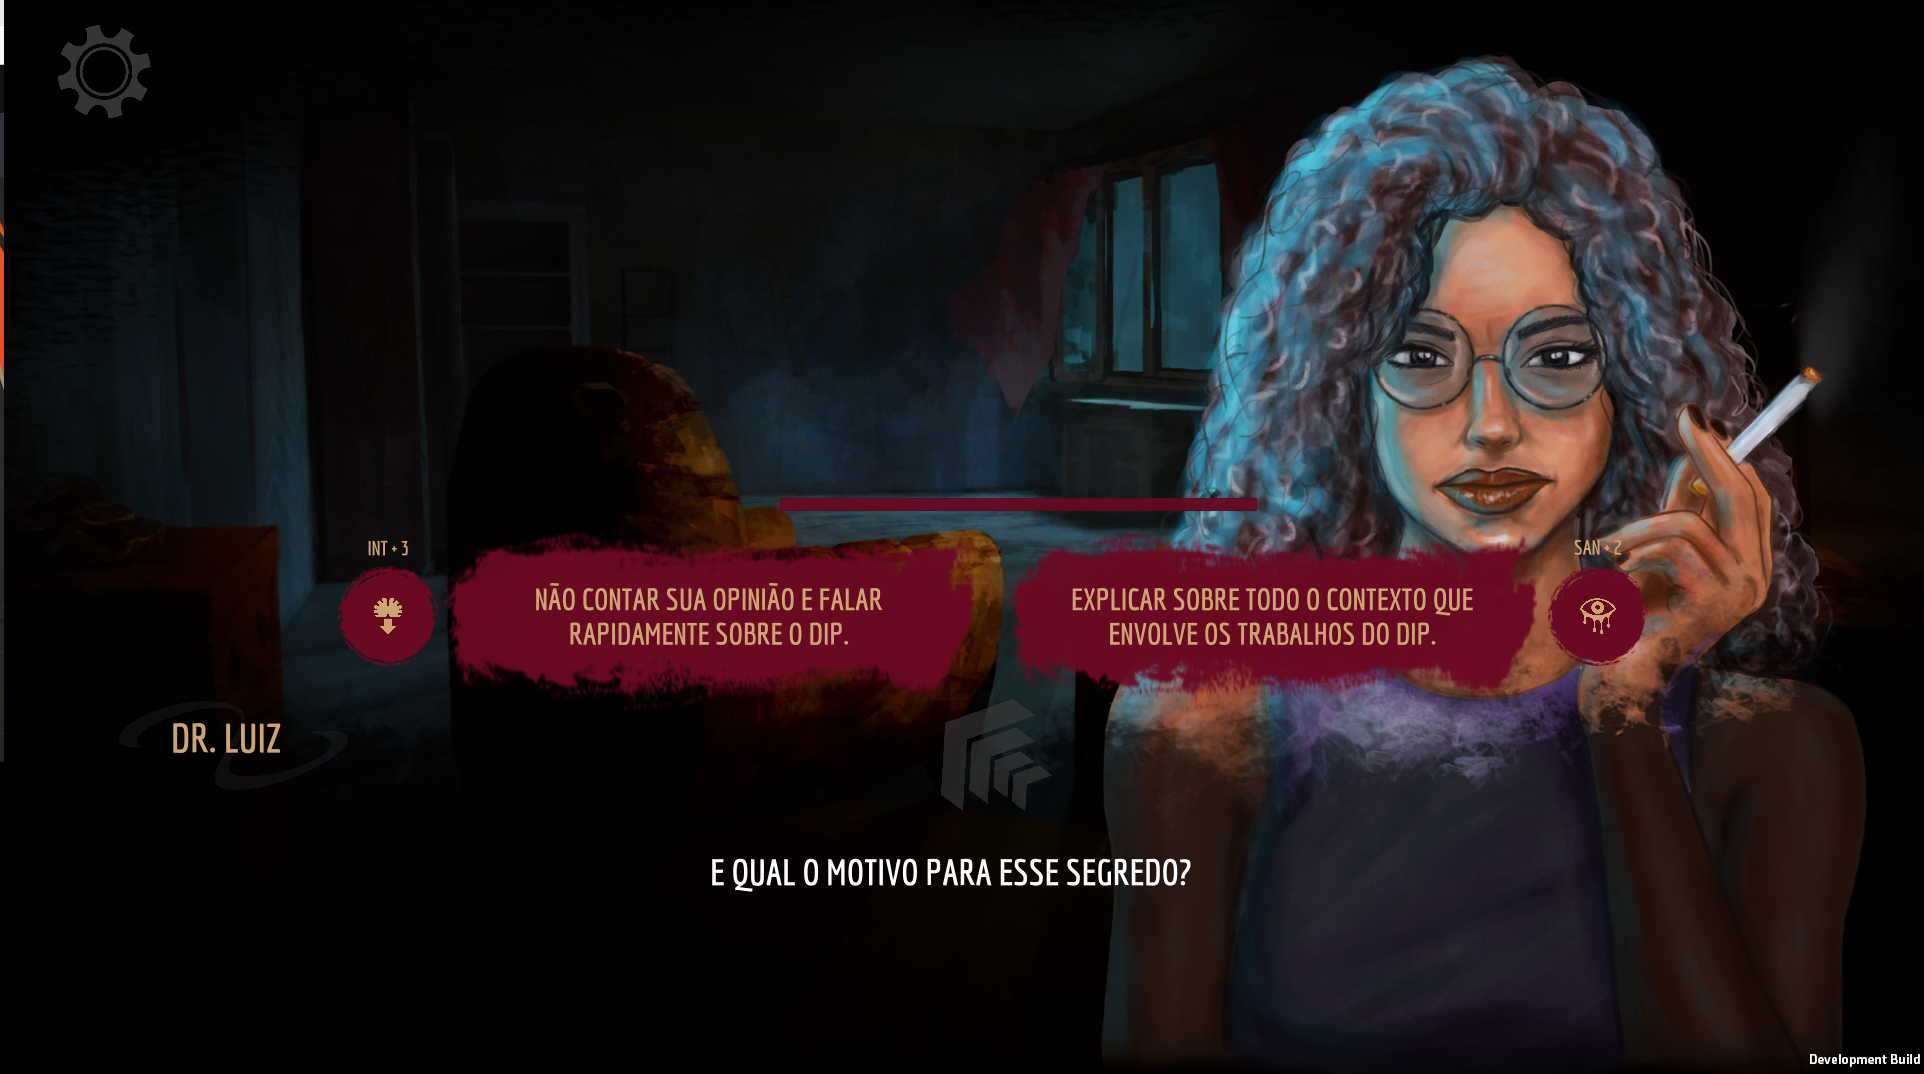 INT + 3
NÃO CONTAR SUA OPINIÃO E FALAR
RAPIDAMENTE SOBRE O DIP.
EXPLICAR SOBRE TODO O CONTEXTO QUE
ENVOLVE OS TRABALHOS DO DIP.
SAN + 2
DR. LUIZ
E QUAL O MOTIVO PARA ESSE SEGREDO?
Development Build